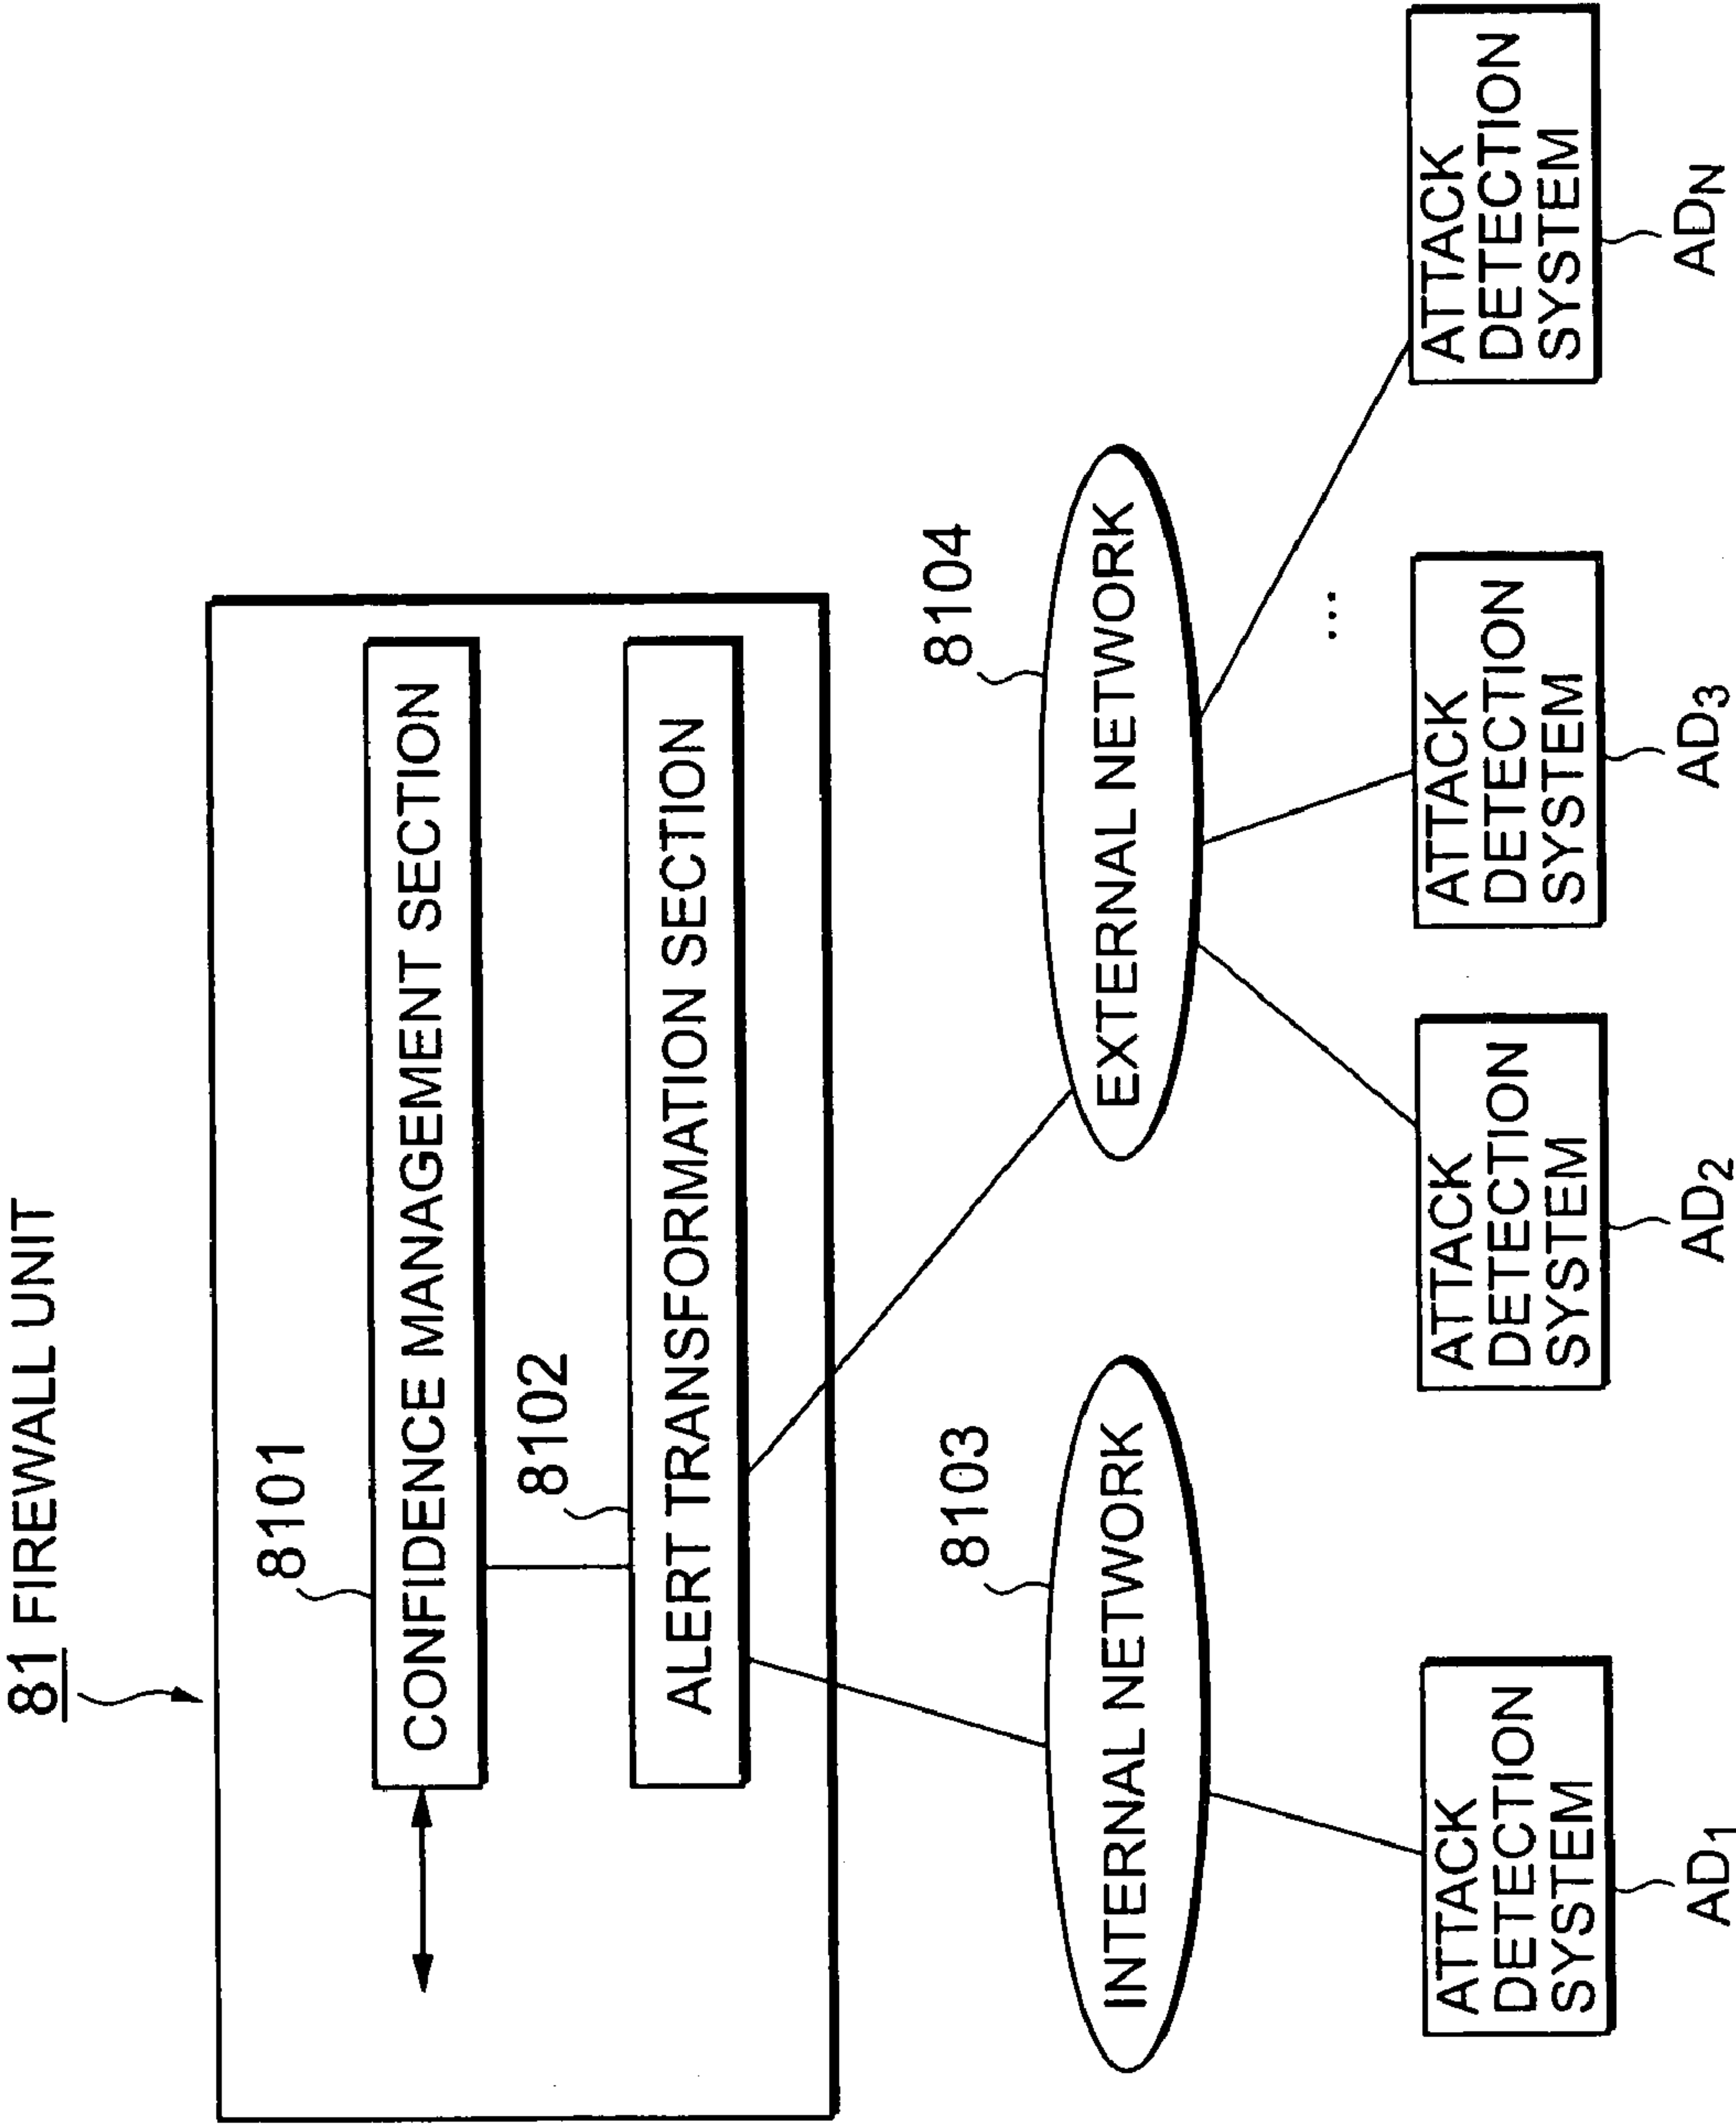 81 FIREWALL UNIT
8101
CONFIDENCE MANAGEMENT SECTION
8102
ALERT TRANSFORMATION SECTION
8103
INTERNAL NETWORK
8104
EXTERNAL NETWORK
ATTACK
DETECTION
SYSTEM
AD1
ATTACK
DETECTION
SYSTEM
AD2
ATTACK
DETECTION
SYSTEM
AD3
...
ATTACK
DETECTION
SYSTEM
ADN